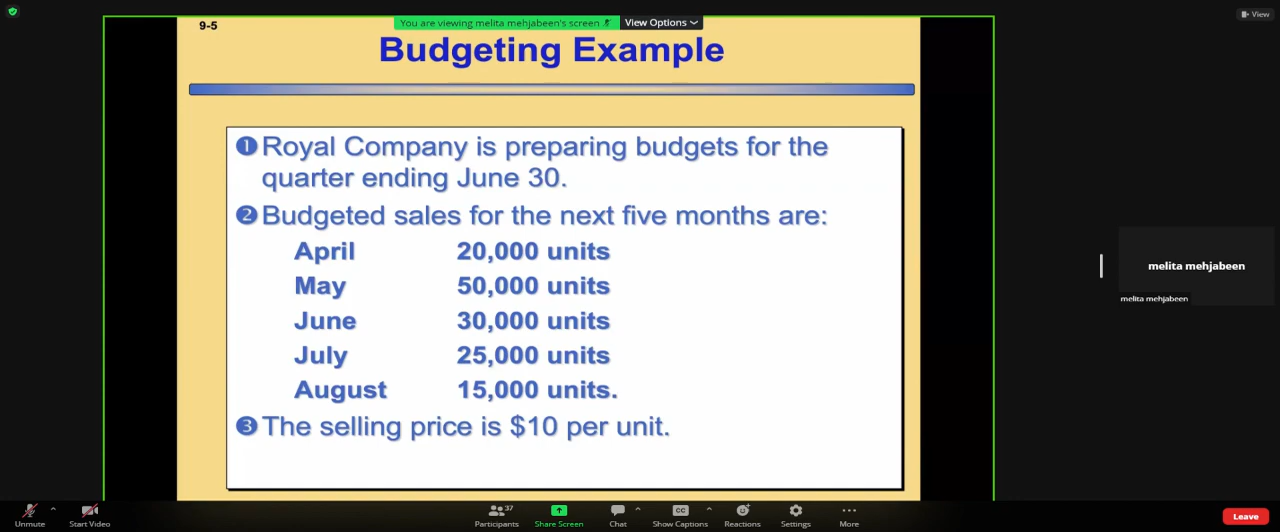 You are viewing melita mehjabeen's screen
View Options
View
9-5
Budgeting Example
❶ Royal Company is preparing budgets for the
quarter ending June 30.
❷ Budgeted sales for the next five months are:
April 20,000 units
May 50,000 units
June 30,000 units
July 25,000 units
August 15,000 units.
❸ The selling price is $10 per unit.
melita mehjabeen
melita mehjabeen
Unmute
Start Video
37
Participants
Share Screen
Chat
CC
Show Captions
Reactions
Settings
More
Leave